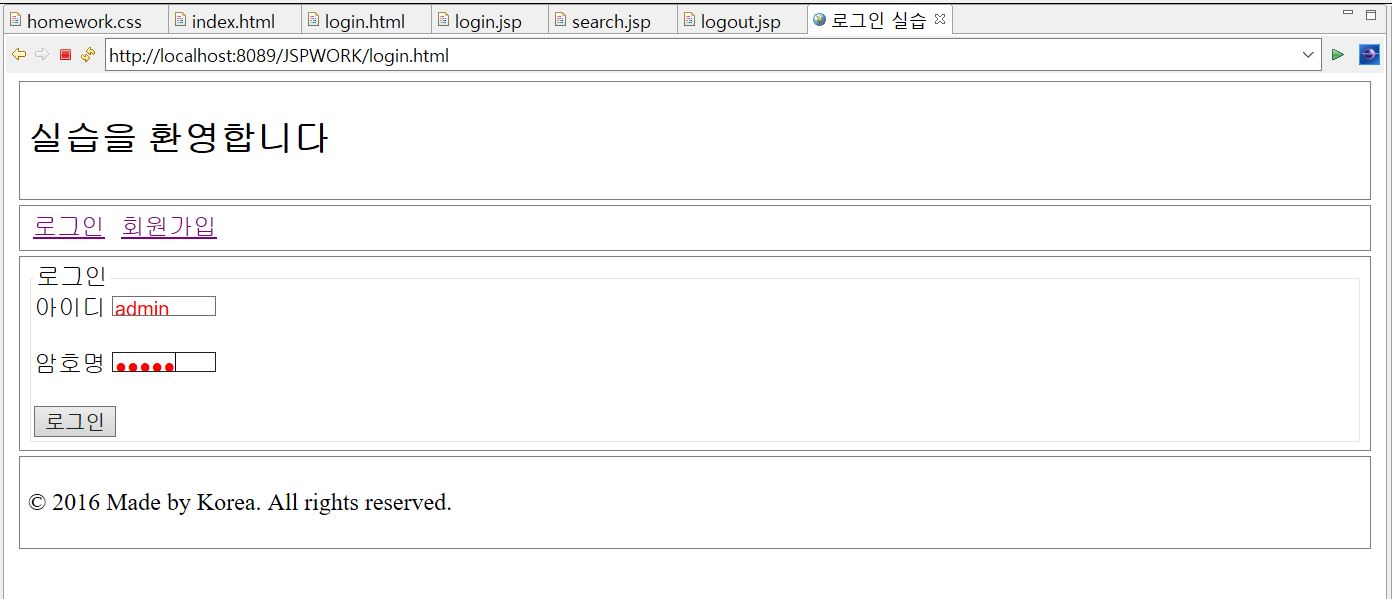 homework.css index.html login.html login.jsp search.jsp logout.jsp 로그인 실습
http://localhost:8089/JSPWORK/login.html
실습을 환영합니다
로그인 회원가입
로그인
아이디 admin
암호명 ●●●●●
로그인
© 2016 Made by Korea. All rights reserved.